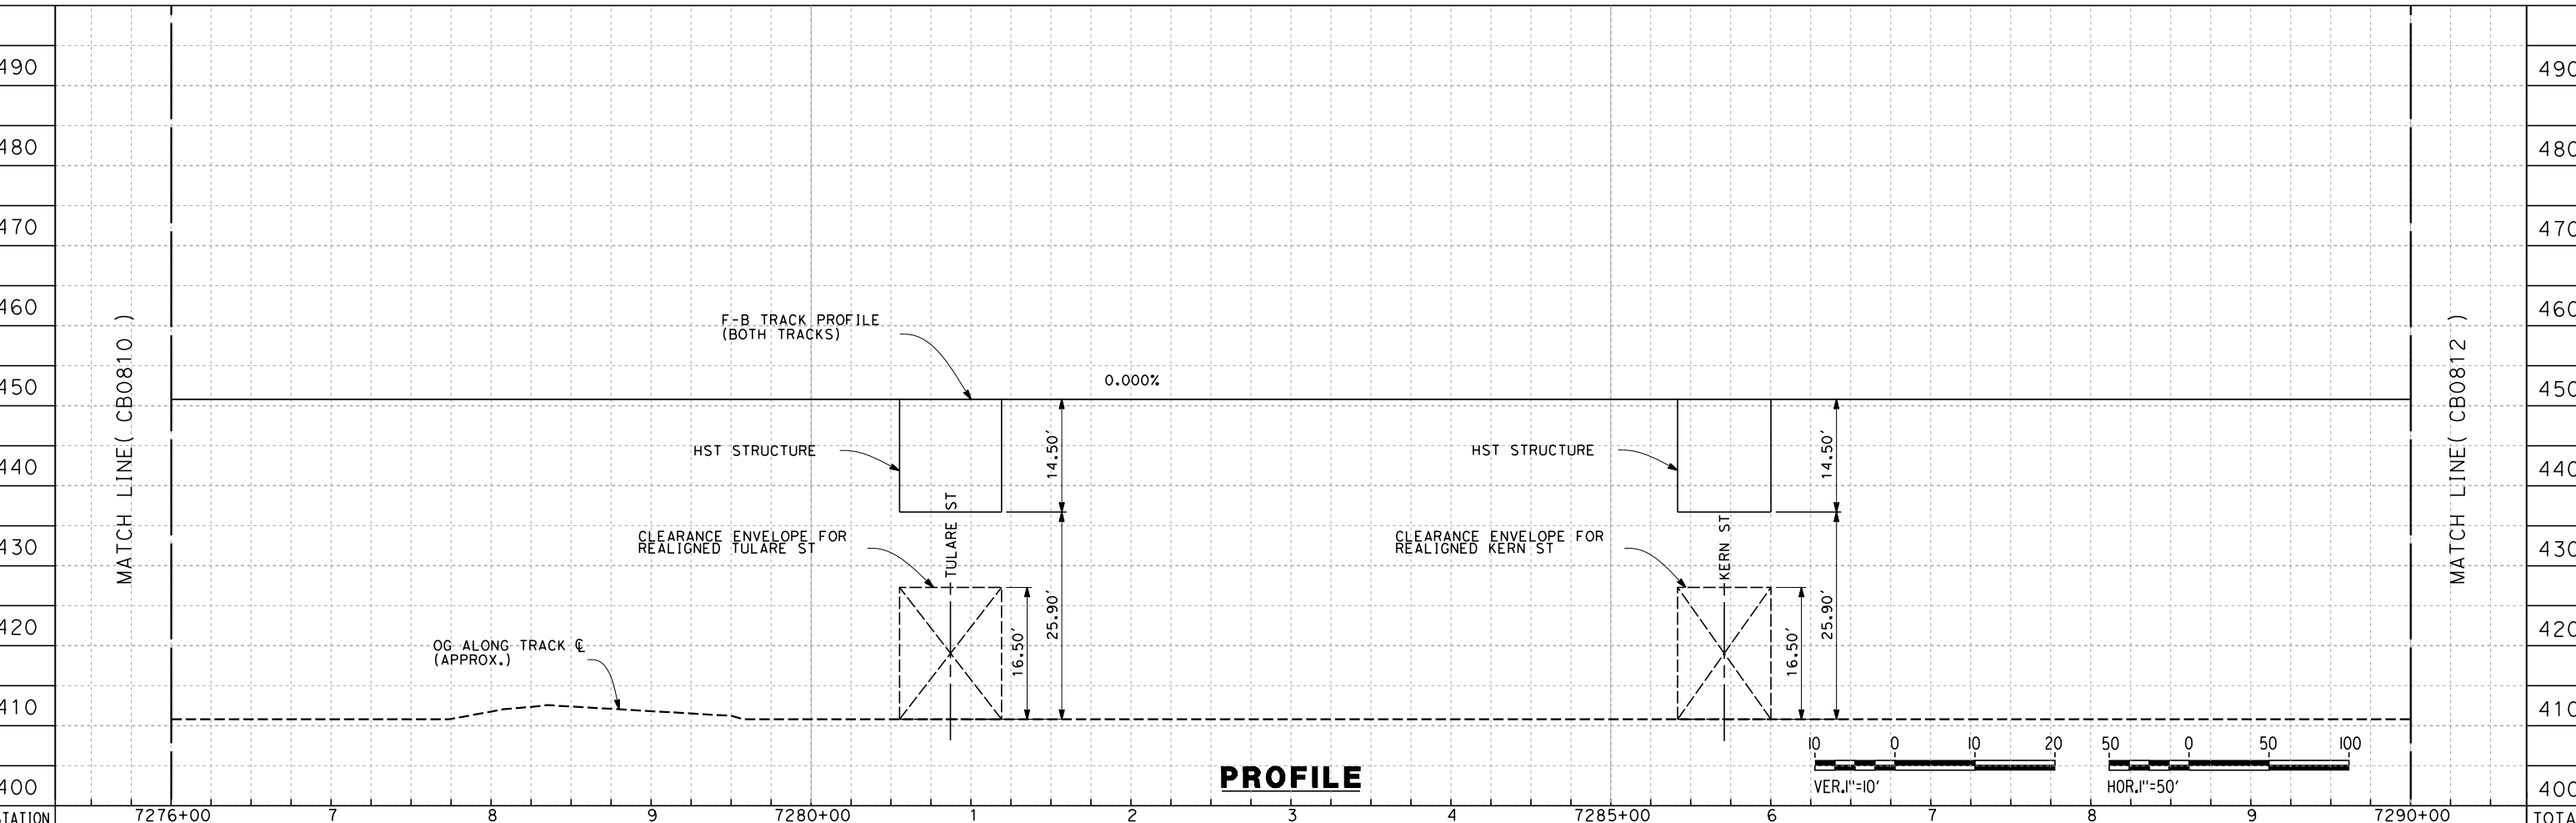 490
490
480
480
470
470
460
460
F-B TRACK PROFILE
(BOTH TRACKS)
MATCH LINE( CB0810 )
MATCH LINE( CB0812 )
450
0.000%
450
HST STRUCTURE
14.50'
HST STRUCTURE
14.50'
440
440
TULARE ST
KERN ST
CLEARANCE ENVELOPE FOR
REALIGNED TULARE ST
CLEARANCE ENVELOPE FOR
REALIGNED KERN ST
430
430
25.90'
25.90'
420
420
OG ALONG TRACK ℄
(APPROX.)
16.50'
16.50'
410
410
10 0 10 20
50 0 50 100
PROFILE
VER.1"=10'
HOR.1"=50'
400
400
7276+00 7 8 9 7280+00 1 2 3 4 7285+00 6 7 8 9 7290+00